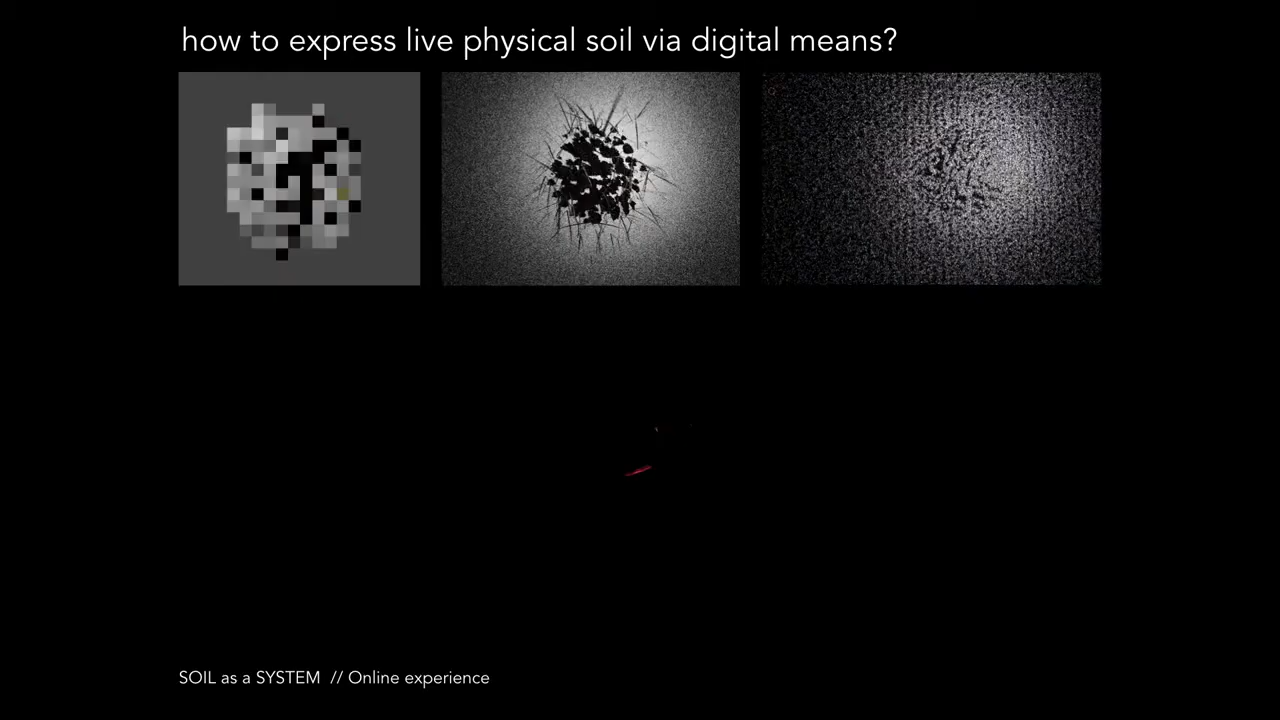 how to express live physical soil via digital means?
SOIL as a SYSTEM // Online experience